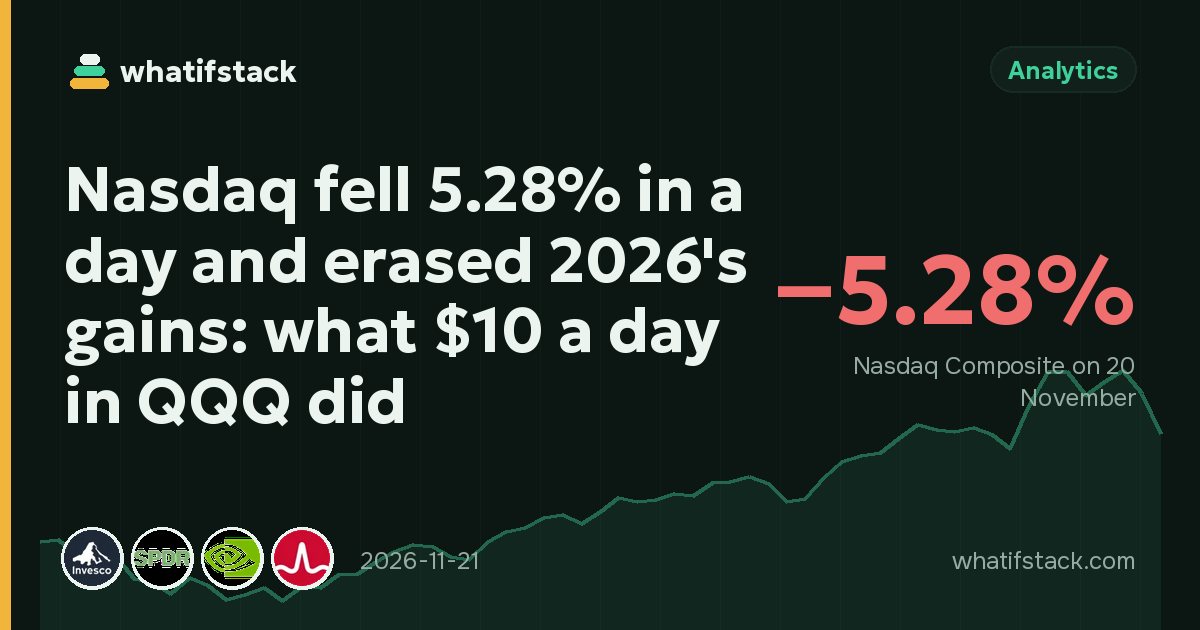 whatifstack
Analytics
Nasdaq fell 5.28% in a
day and erased 2026's
gains: what $10 a day
in QQQ did
−5.28%
Nasdaq Composite on 20
November
Invesco
SPDR
2026-11-21
whatifstack.com